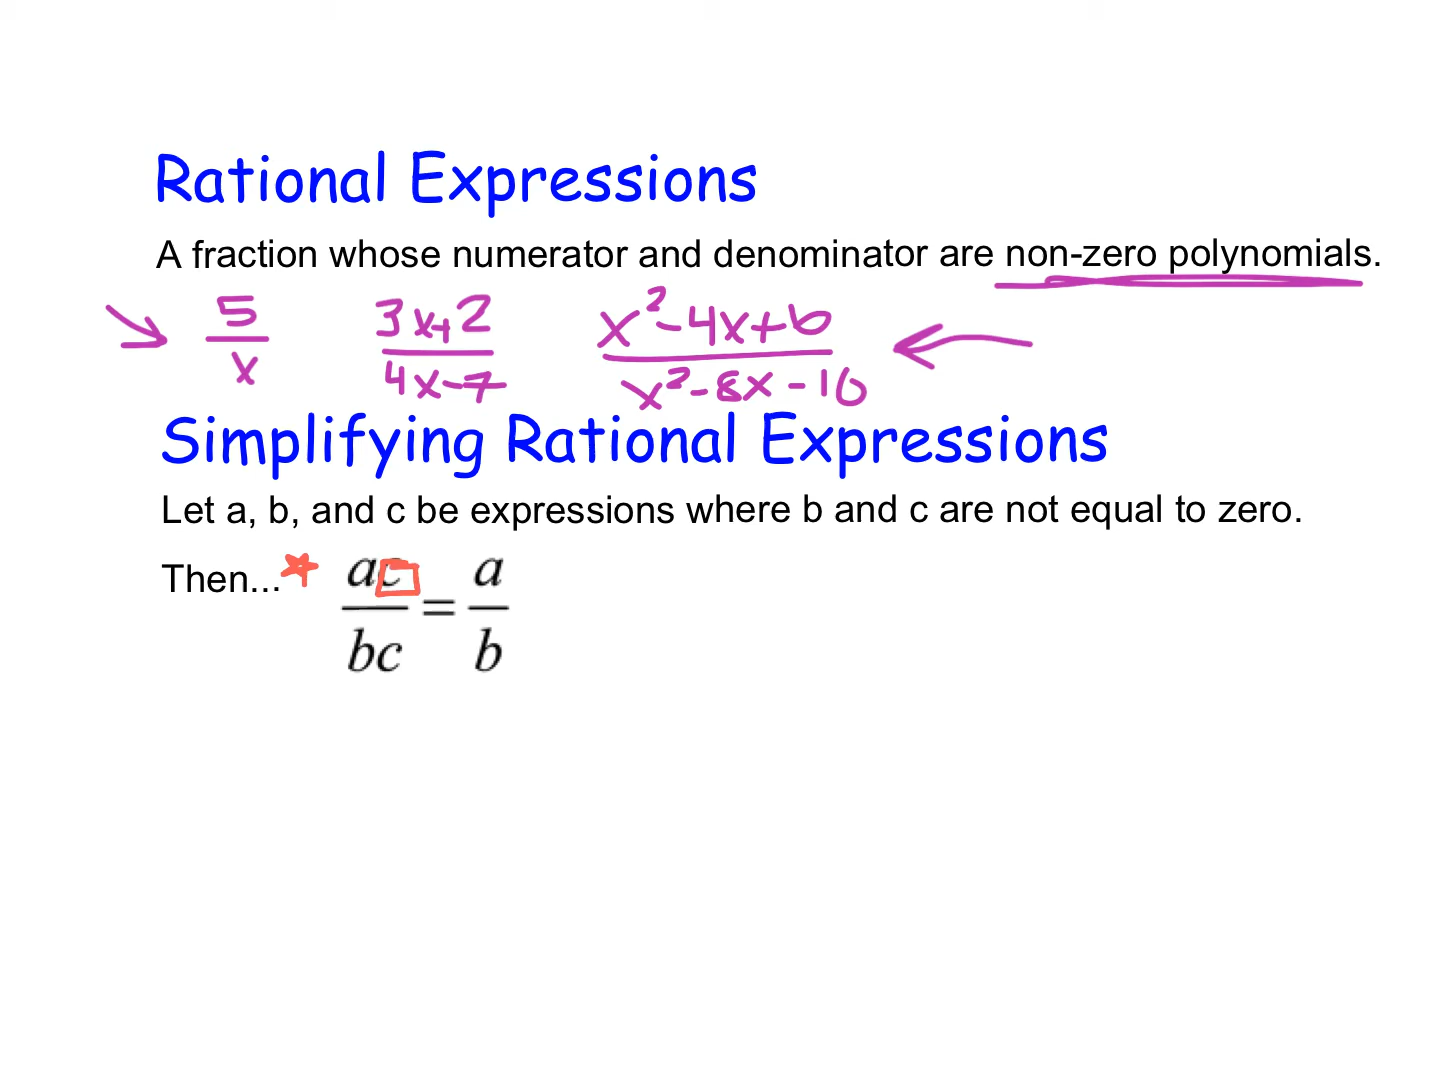 Rational Expressions
A fraction whose numerator and denominator are non-zero polynomials.
5/x  3x+2/4x-7  x²-4x+6/x²-8x-10
Simplifying Rational Expressions
Let a, b, and c be expressions where b and c are not equal to zero.
Then... ac/bc = a/b